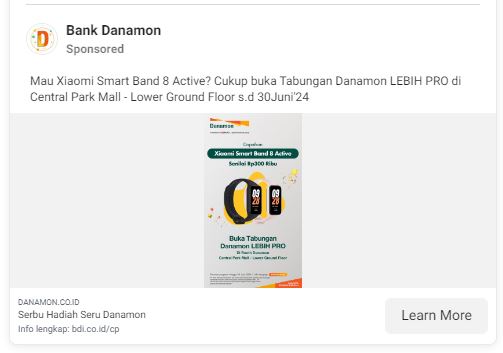 Bank Danamon
Sponsored
Mau Xiaomi Smart Band 8 Active? Cukup buka Tabungan Danamon LEBIH PRO di
Central Park Mall - Lower Ground Floor s.d 30Juni'24
Danamon
Dapatkan
Xiaomi Smart Band 8 Active
Senilai Rp300 Ribu
09
28
09
28
Buka Tabungan
Danamon LEBIH PRO
Di Booth Danamon
Central Park Mall - Lower Ground Floor
DANAMON.CO.ID
Serbu Hadiah Seru Danamon
Info lengkap: bdi.co.id/cp
Learn More